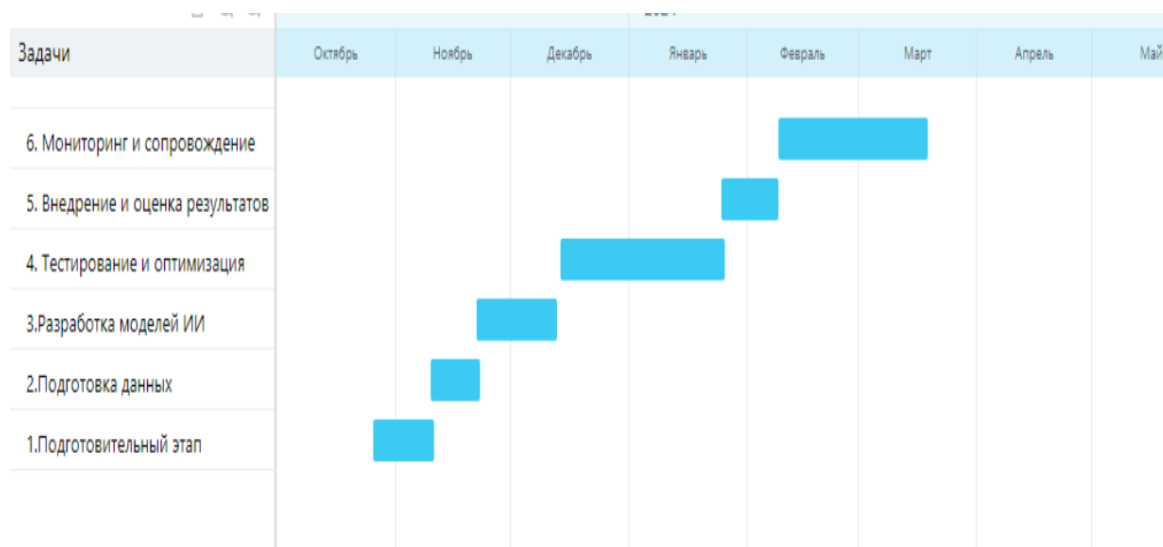 Задачи
Октябрь
Ноябрь
Декабрь
Январь
Февраль
Март
Апрель
Май
6. Мониторинг и сопровождение
5. Внедрение и оценка результатов
4. Тестирование и оптимизация
3.Разработка моделей ИИ
2.Подготовка данных
1.Подготовительный этап